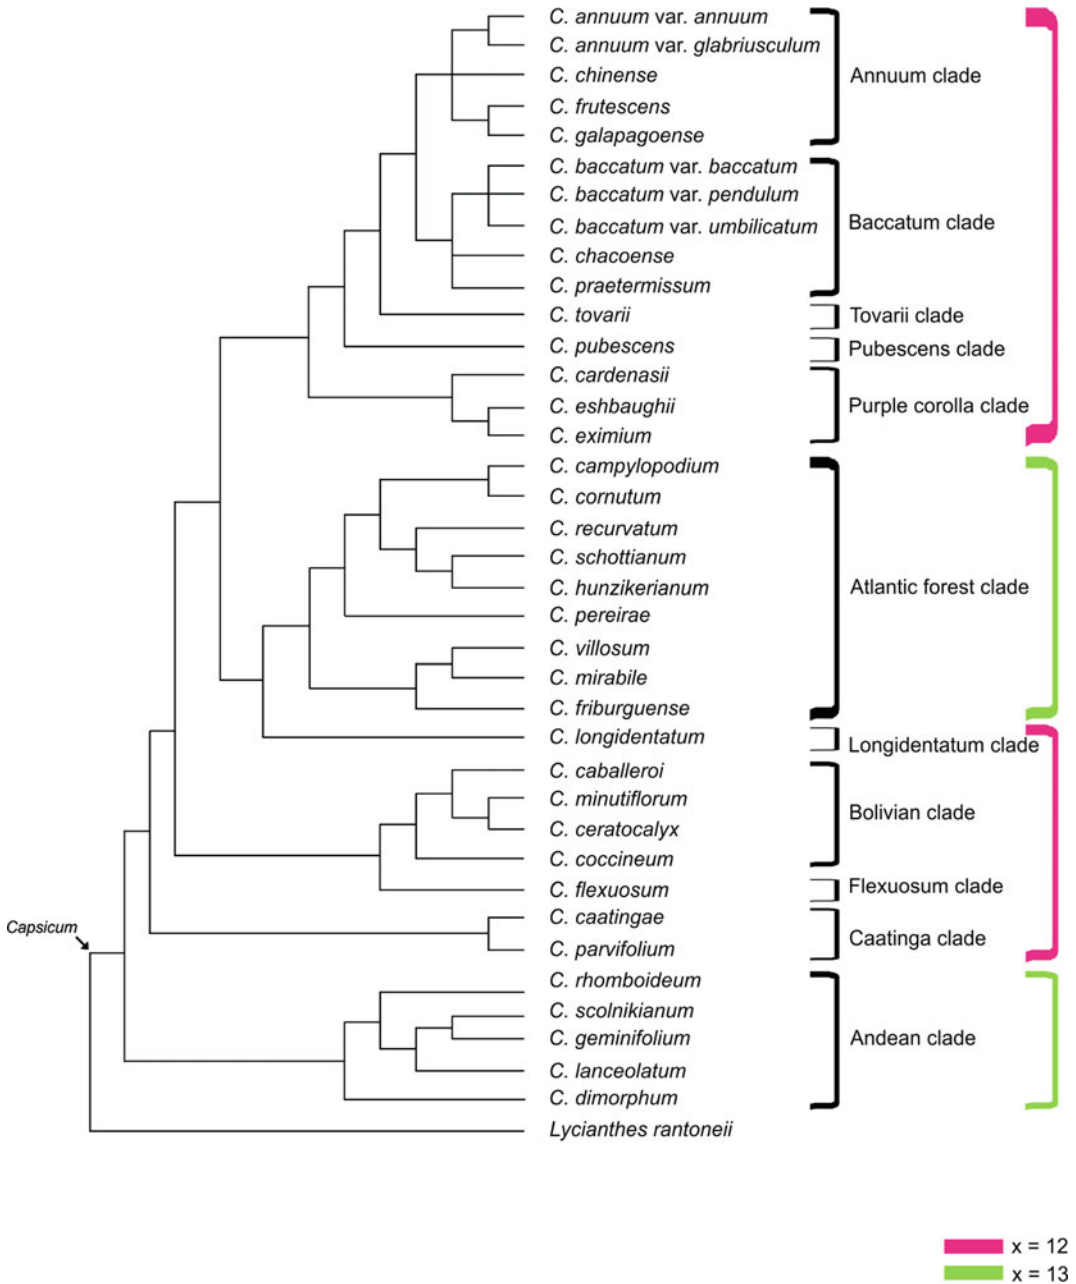 C. annuum var. annuum
C. annuum var. glabriusculum
C. chinense
Annuum clade
C. frutescens
C. galapagoense
C. baccatum var. baccatum
C. baccatum var. pendulum
C. baccatum var. umbilicatum
Baccatum clade
C. chacoense
C. praetermissum
C. tovarii
Tovarii clade
C. pubescens
Pubescens clade
C. cardenasii
C. eshbaughii
Purple corolla clade
C. eximium
C. campylopodium
C. cornutum
C. recurvatum
C. schottianum
C. hunzikerianum
Atlantic forest clade
C. pereirae
C. villosum
C. mirabile
C. friburguense
C. longidentatum
Longidentatum clade
C. caballeroi
C. minutiflorum
Bolivian clade
C. ceratocalyx
C. coccineum
C. flexuosum
Flexuosum clade
C. caatingae
Capsicum
Caatinga clade
C. parvifolium
C. rhomboideum
C. scolnikianum
C. geminifolium
Andean clade
C. lanceolatum
C. dimorphum
Lycianthes rantoneii
x = 12
x = 13